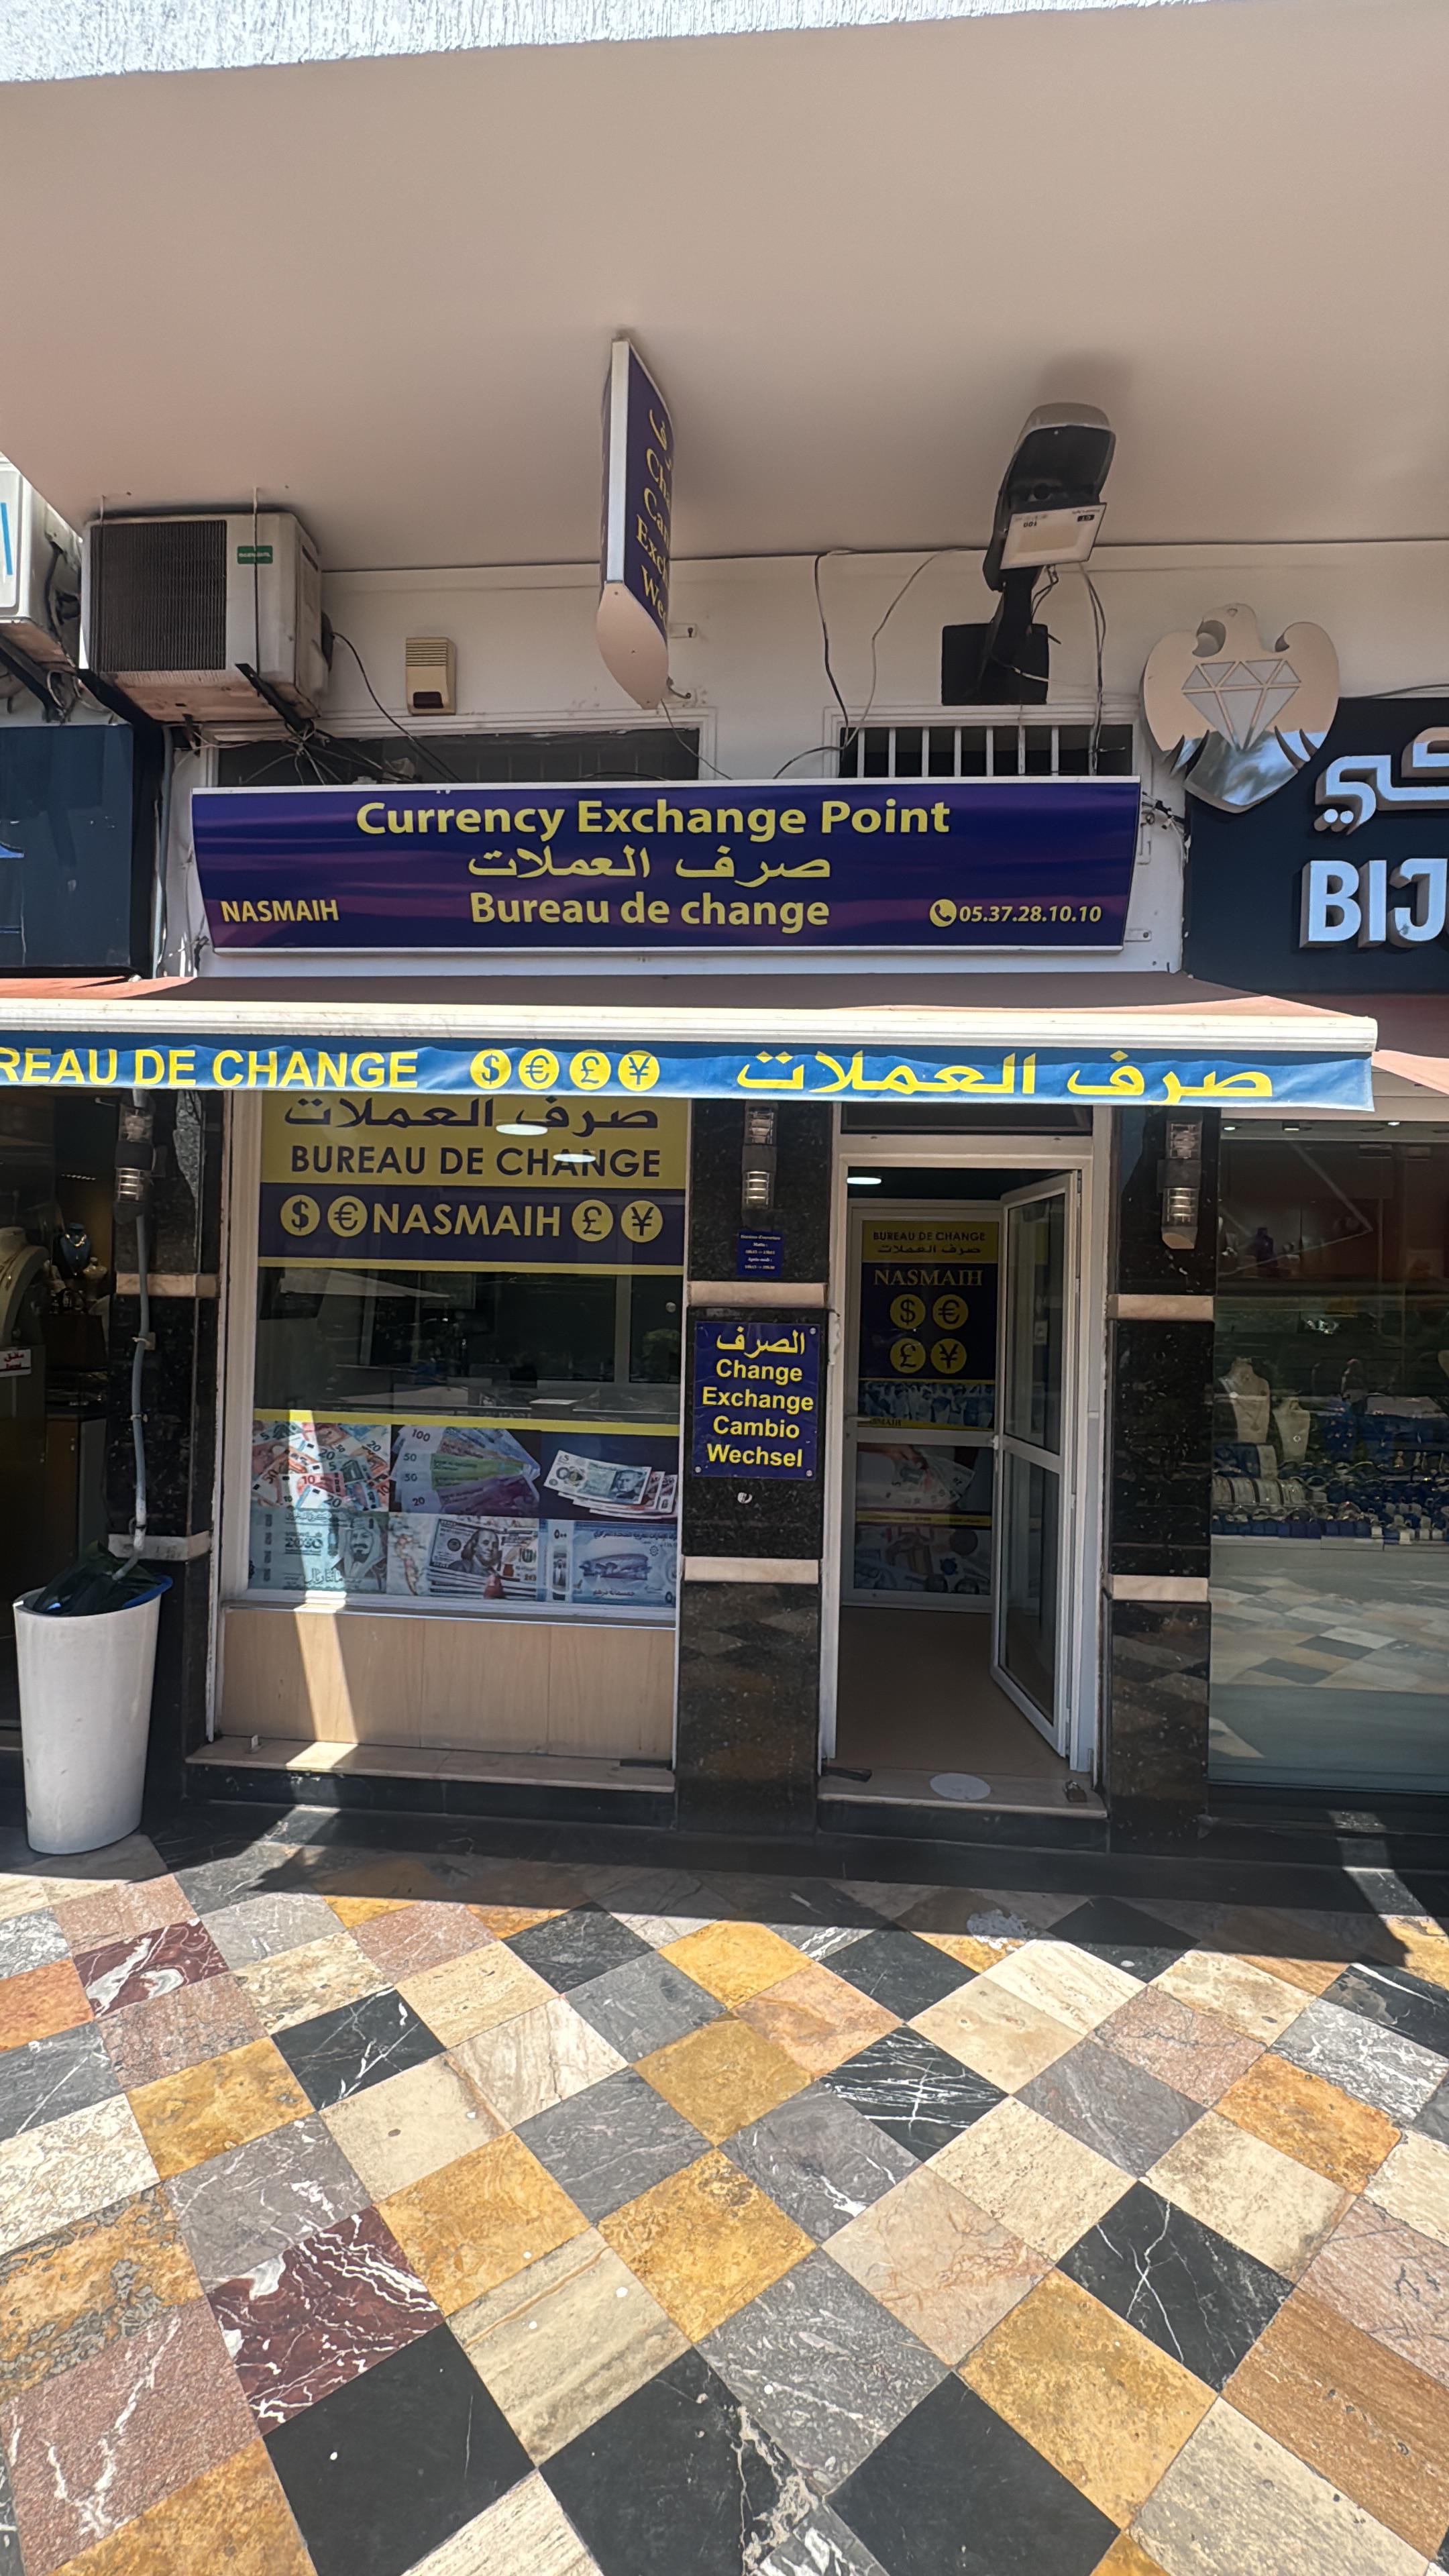 Currency Exchange Point
صرف العملات
NASMAIH
Bureau de change
05.37.28.10.10
BIJ
REAU DE CHANGE $ € £ ¥ صرف العملات
صرف العملات
BUREAU DE CHANGE
$ € NASMAIH £ ¥
BUREAU DE CHANGE
صرف العملات
NASMAIH
$ €
£ ¥
الصرف
Change
Exchange
Cambio
Wechsel